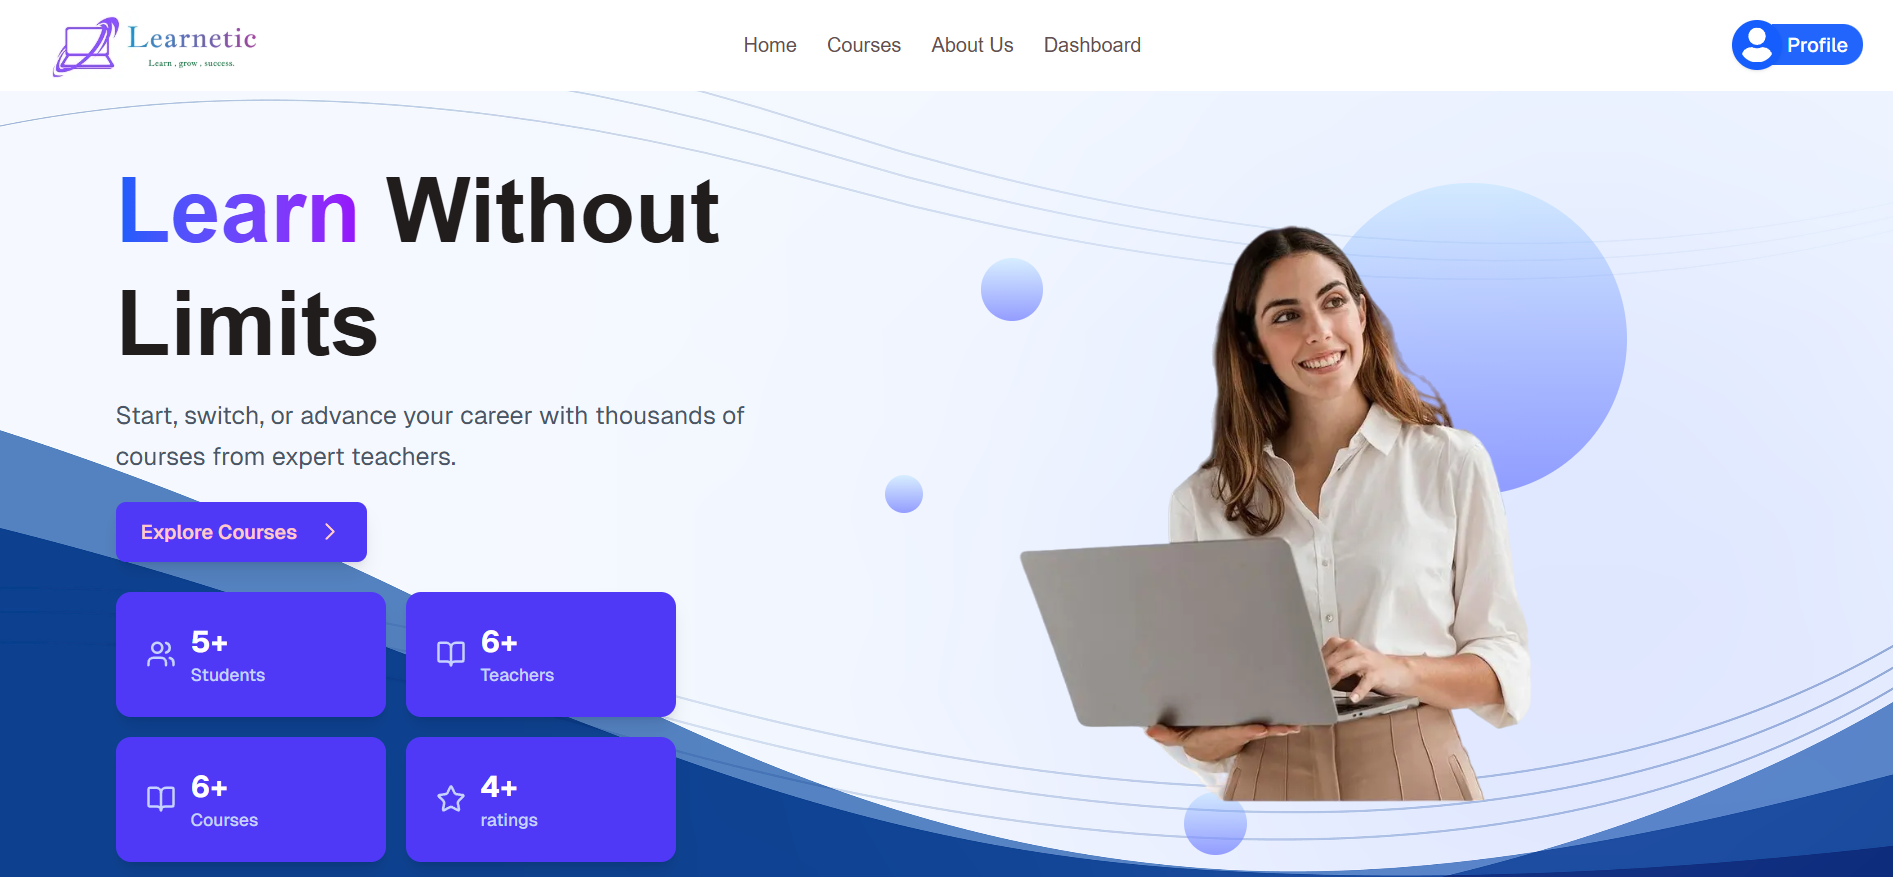 Learnetic
Learn , grow , success.
Home
Courses
About Us
Dashboard
Profile
Learn Without
Limits
Start, switch, or advance your career with thousands of
courses from expert teachers.
Explore Courses
5+
Students
6+
Teachers
6+
Courses
4+
ratings